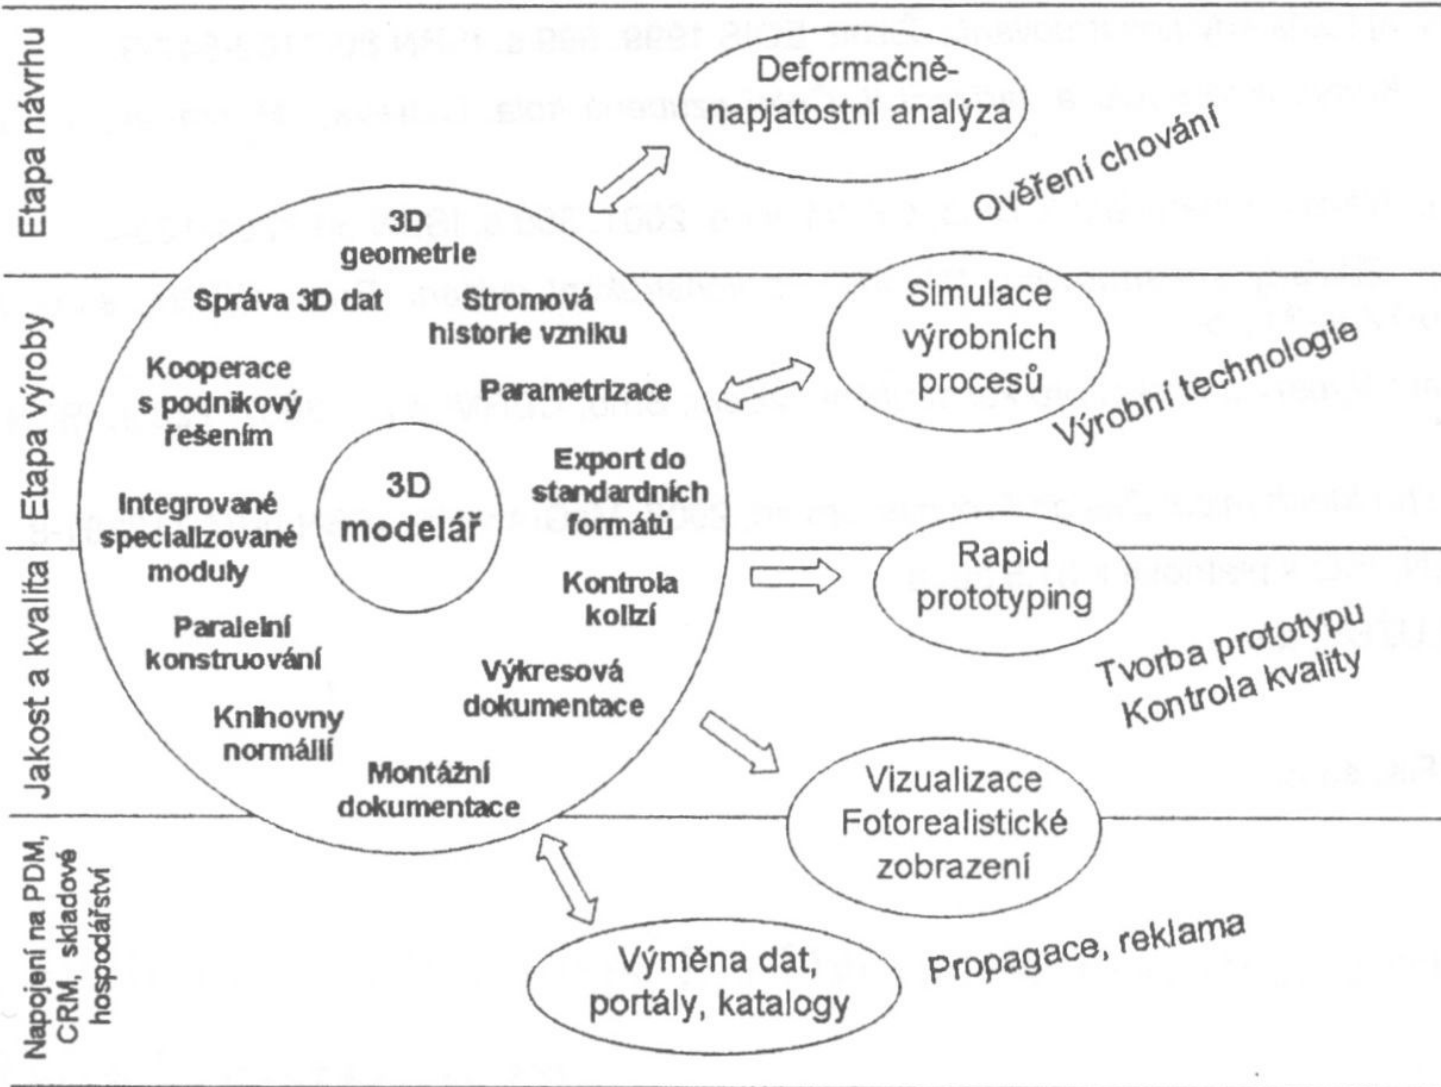 Etapa návrhu
Etapa výroby
Jakost a kvalita
Napojení na PDM,
CRM, skladové
hospodářství
3D
geometrie
Správa 3D dat
Stromová
historie vzniku
Kooperace
s podnikový
řešením
Parametrizace
Integrované
specializované
moduly
3D
modelář
Export do
standardních
formátů
Kontrola
kolizí
Paralelní
konstruování
Výkresová
dokumentace
Knihovny
normálií
Montážní
dokumentace
Deformačně-
napjatostní analýza
Ověření chování
Simulace
výrobních
procesů
Výrobní technologie
Rapid
prototyping
Tvorba prototypu
Kontrola kvality
Vizualizace
Fotorealistické
zobrazení
Výměna dat,
portály, katalogy
Propagace, reklama